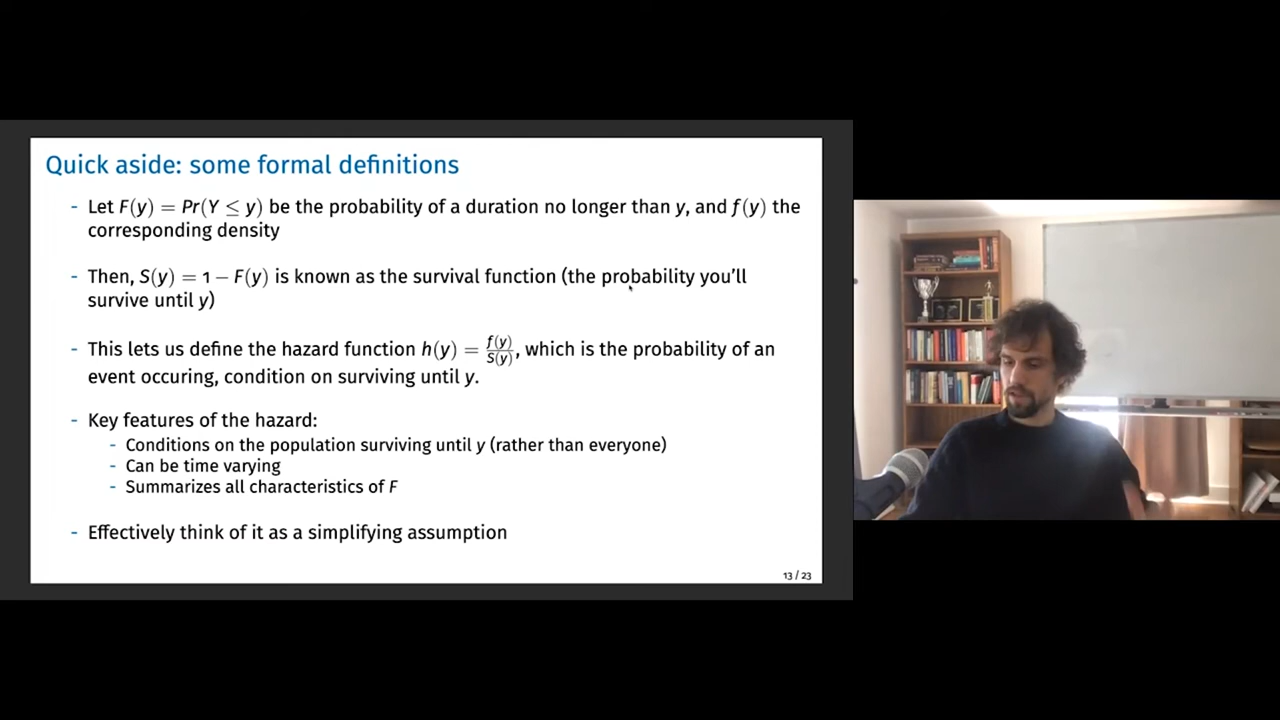 Quick aside: some formal definitions
- Let F(y) = Pr(Y ≤ y) be the probability of a duration no longer than y, and f(y) the
corresponding density
- Then, S(y) = 1 − F(y) is known as the survival function (the probability you'll
survive until y)
- This lets us define the hazard function h(y) = f(y)/S(y), which is the probability of an
event occuring, condition on surviving until y.
- Key features of the hazard:
- Conditions on the population surviving until y (rather than everyone)
- Can be time varying
- Summarizes all characteristics of F
- Effectively think of it as a simplifying assumption
13 / 23